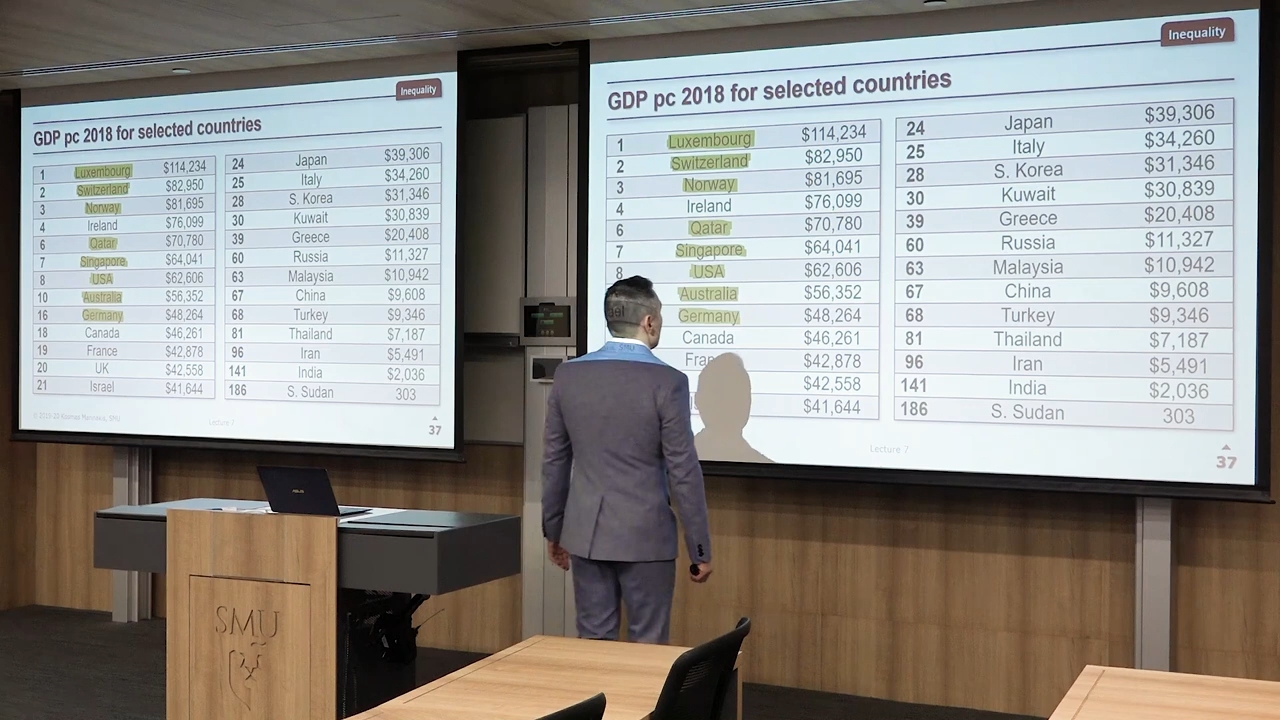 Inequality
GDP pc 2018 for selected countries
1 Luxembourg $114,234
2 Switzerland $82,950
3 Norway $81,695
4 Ireland $76,099
6 Qatar $70,780
7 Singapore $64,041
8 USA $62,606
10 Australia $56,352
16 Germany $48,264
18 Canada $46,261
19 France $42,878
20 UK $42,558
21 Israel $41,644
24 Japan $39,306
25 Italy $34,260
28 S. Korea $31,346
30 Kuwait $30,839
39 Greece $20,408
60 Russia $11,327
63 Malaysia $10,942
67 China $9,608
68 Turkey $9,346
81 Thailand $7,187
96 Iran $5,491
141 India $2,036
186 S. Sudan 303
Lecture 7
37
Inequality
GDP pc 2018 for selected countries
1 Luxembourg $114,234
2 Switzerland $82,950
3 Norway $81,695
4 Ireland $76,099
6 Qatar $70,780
7 Singapore $64,041
8 USA $62,606
Australia $56,352
Germany $48,264
Canada $46,261
$42,878
$42,558
$41,644
24 Japan $39,306
25 Italy $34,260
28 S. Korea $31,346
30 Kuwait $30,839
39 Greece $20,408
60 Russia $11,327
63 Malaysia $10,942
67 China $9,608
68 Turkey $9,346
81 Thailand $7,187
96 Iran $5,491
141 India $2,036
186 S. Sudan 303
Lecture 7
37
ASUS
SMU